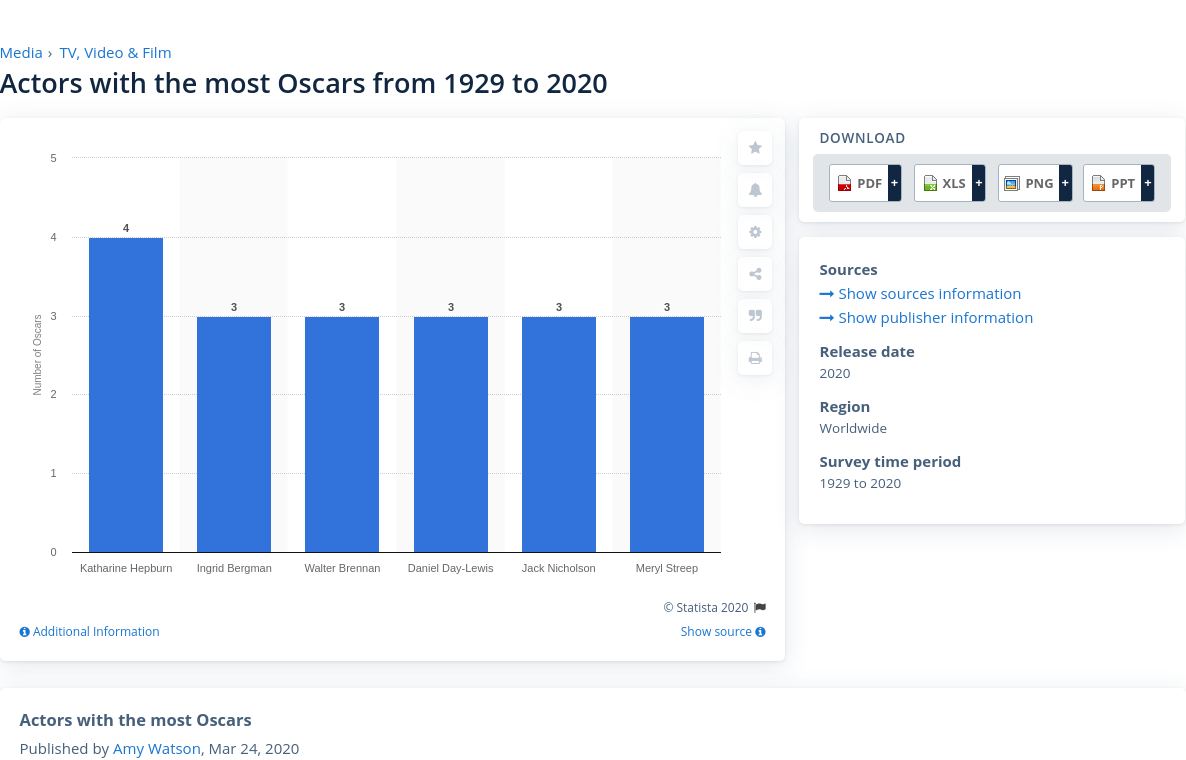 Media › TV, Video & Film
Actors with the most Oscars from 1929 to 2020
5
4
3
2
1
0
Number of Oscars
4
3
3
3
3
3
Katharine Hepburn
Ingrid Bergman
Walter Brennan
Daniel Day-Lewis
Jack Nicholson
Meryl Streep
© Statista 2020
Additional Information
Show source
DOWNLOAD
PDF +
XLS +
PNG +
PPT +
Sources
Show sources information
Show publisher information
Release date
2020
Region
Worldwide
Survey time period
1929 to 2020
Actors with the most Oscars
Published by Amy Watson, Mar 24, 2020